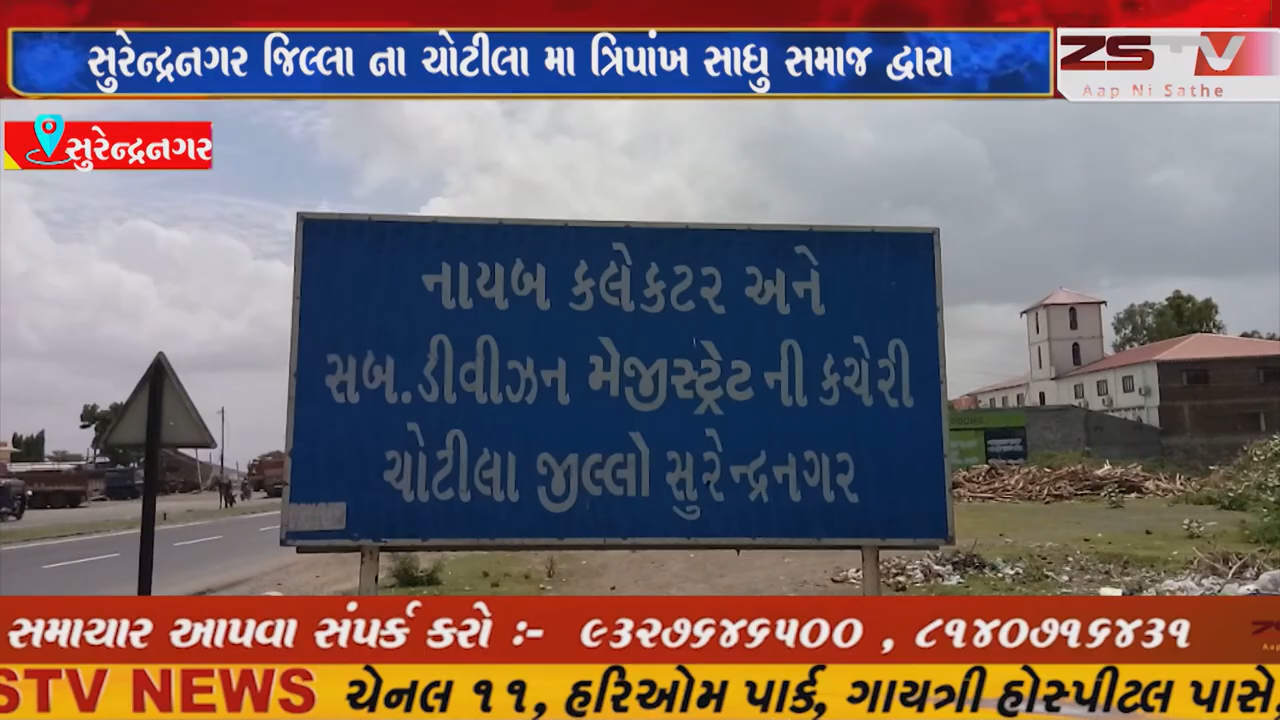 સુરેન્દ્રનગર જિલ્લા ના ચોટીલા મા ત્રિપાંખ સાધુ સમાજ દ્વારા
ZSTV
Aap Ni Sathe
સુરેન્દ્રનગર
નાયબ કલેકટર અને
સબ.ડીવીઝન મેજીસ્ટ્રેટ ની કચેરી
ચોટીલા જીલ્લો સુરેન્દ્રનગર
સમાચાર આપવા સંપર્ક કરો :- ૯૩૨૭૬૪૬૫૦૦ , ૮૧૪૦૭૧૬૪૩૧
STV NEWS ચેનલ ૧૧, હરિઓમ પાર્ક, ગાયત્રી હોસ્પીટલ પાસે.